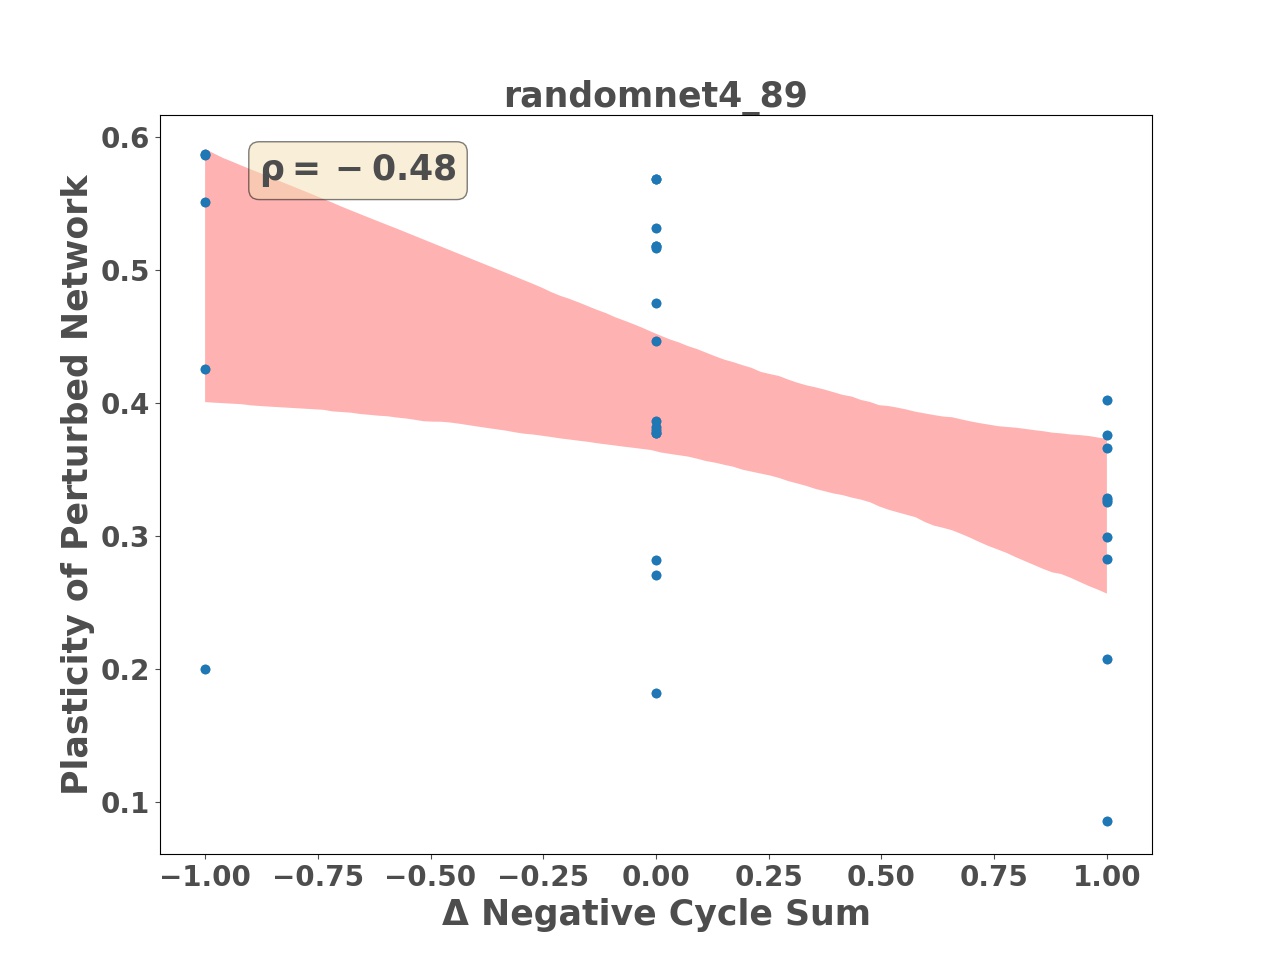 randomnet4_89
ρ = − 0.48
Plasticity of Perturbed Network
0.6
0.5
0.4
0.3
0.2
0.1
−1.00 −0.75 −0.50 −0.25 0.00 0.25 0.50 0.75 1.00
Δ Negative Cycle Sum